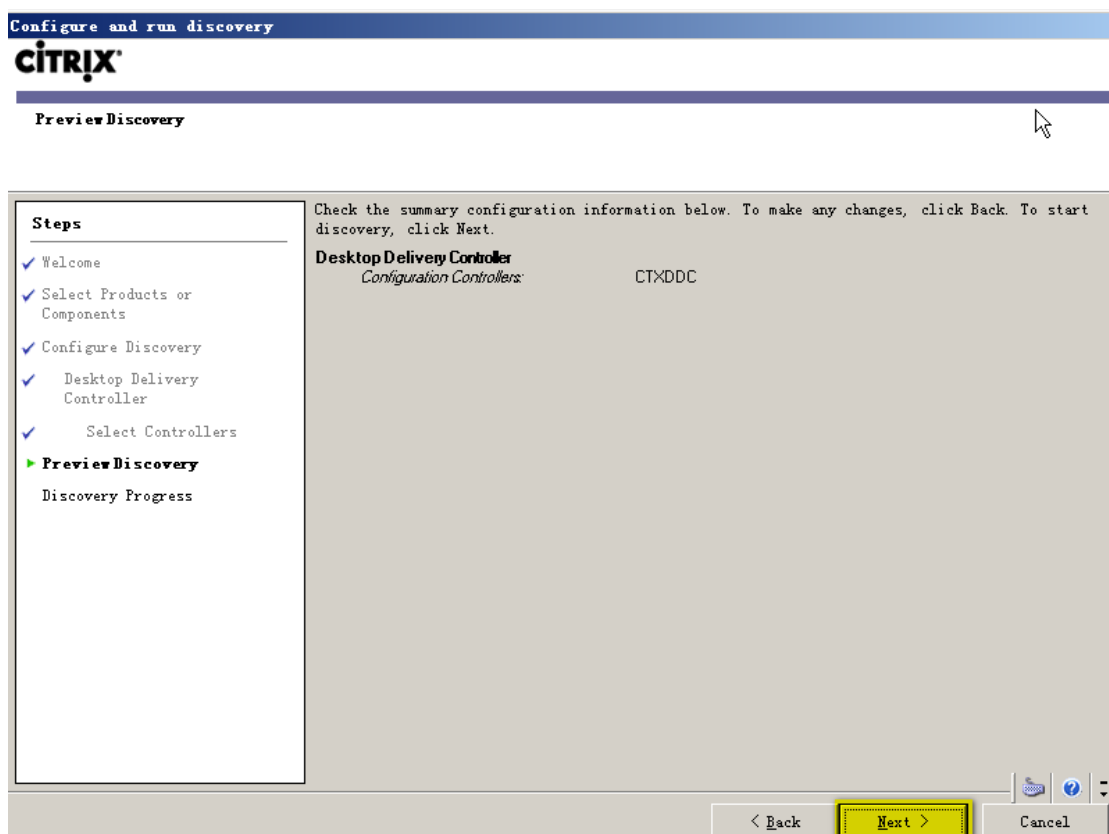 Configure and run discovery
CİTRIX
Preview Discovery
Steps
Welcome
Select Products or
Components
Configure Discovery
Desktop Delivery
Controller
Select Controllers
Preview Discovery
Discovery Progress
Check the summary configuration information below. To make any changes, click Back. To start
discovery, click Next.
Desktop Delivery Controller
Configuration Controllers: CTXDDC
< Back Next > Cancel